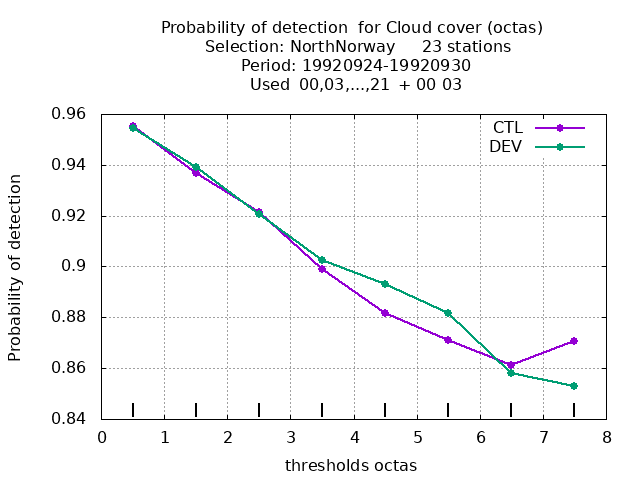 Probability of detection  for Cloud cover (octas)
Selection: NorthNorway     23 stations
Period: 19920924-19920930
Used  00,03,...,21  + 00 03
CTL
DEV
0.96
0.94
0.92
0.9
0.88
0.86
0.84
Probability of detection
0 1 2 3 4 5 6 7 8
thresholds octas